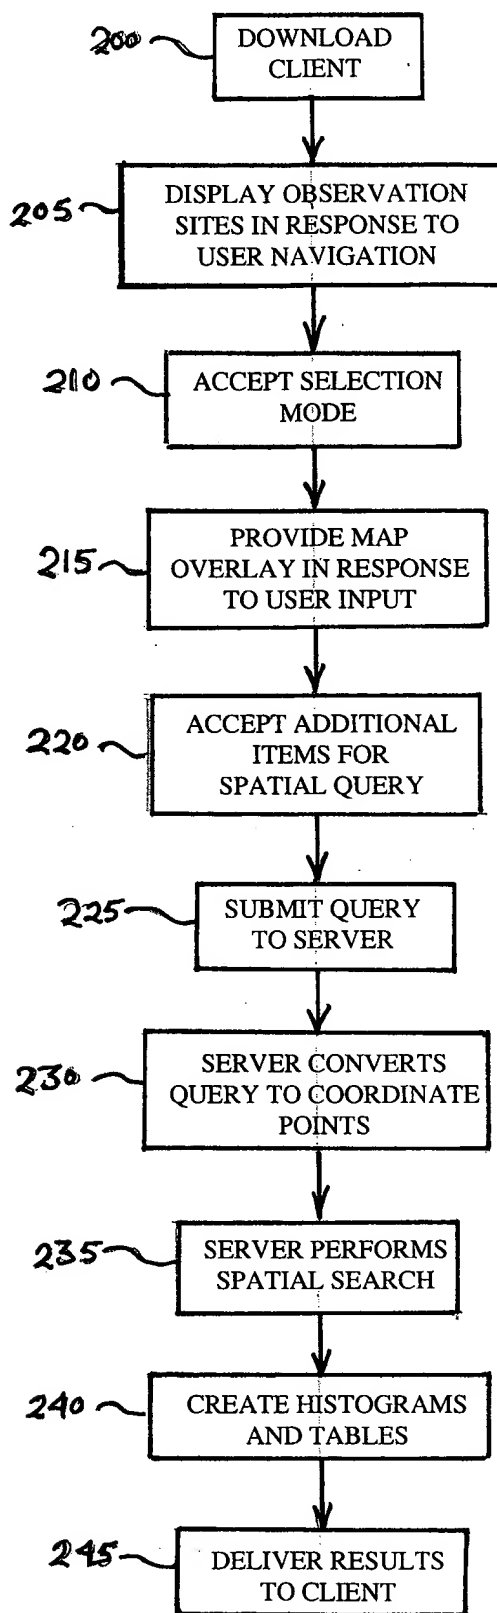 200
DOWNLOAD
CLIENT
205
DISPLAY OBSERVATION
SITES IN RESPONSE TO
USER NAVIGATION
210
ACCEPT SELECTION
MODE
215
PROVIDE MAP
OVERLAY IN RESPONSE
TO USER INPUT
220
ACCEPT ADDITIONAL
ITEMS FOR
SPATIAL QUERY
225
SUBMIT QUERY
TO SERVER
230
SERVER CONVERTS
QUERY TO COORDINATE
POINTS
235
SERVER PERFORMS
SPATIAL SEARCH
240
CREATE HISTOGRAMS
AND TABLES
245
DELIVER RESULTS
TO CLIENT